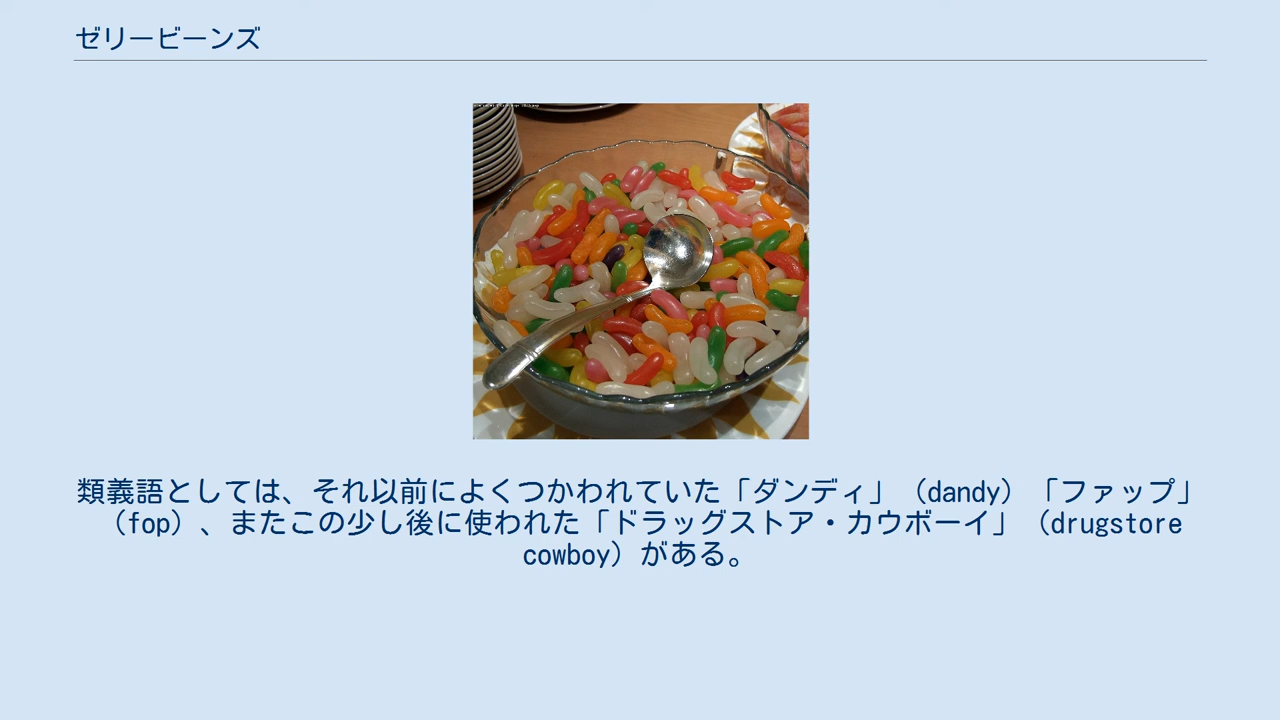 ゼリービーンズ
類義語としては、それ以前によくつかわれていた「ダンディ」（dandy）「ファップ」
（fop）、またこの少し後に使われた「ドラッグストア・カウボーイ」（drugstore
cowboy）がある。